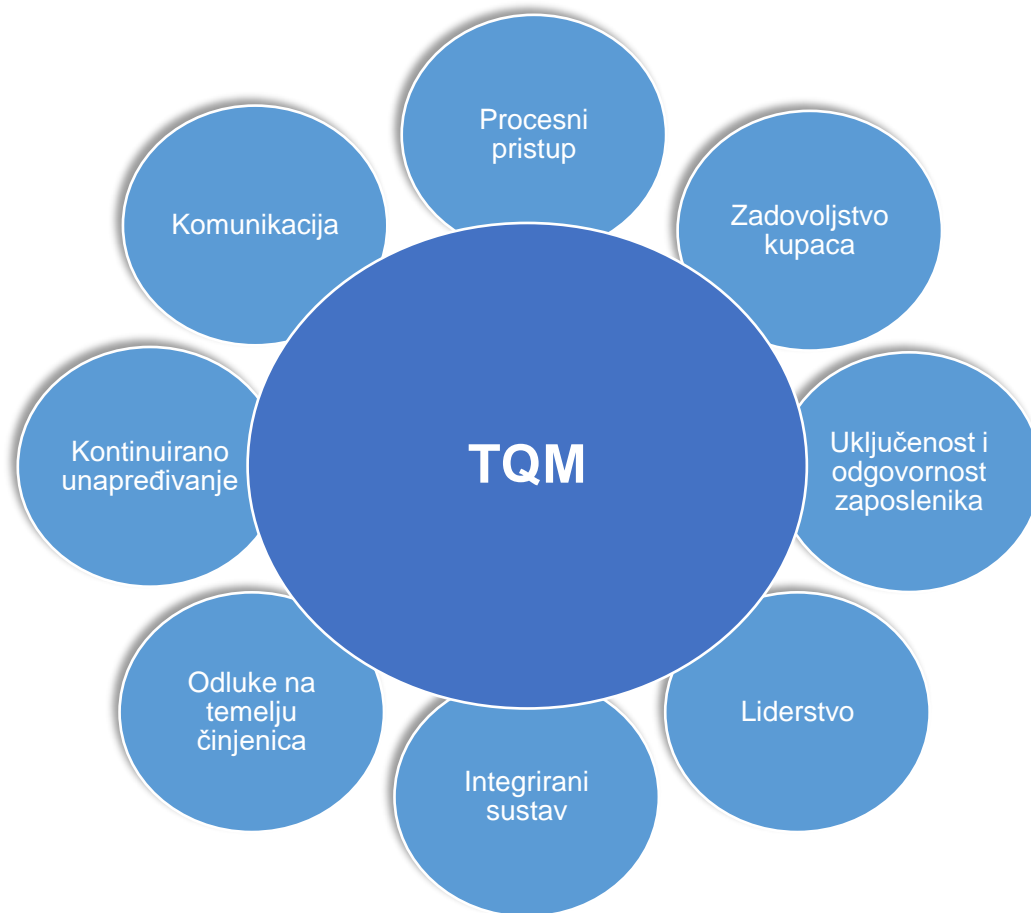 Procesni
pristup
Zadovoljstvo
kupaca
Uključenost i
odgovornost
zaposlenika
Liderstvo
Integrirani
sustav
Odluke na
temelju
činjenica
Kontinuirano
unapređivanje
Komunikacija
TQM